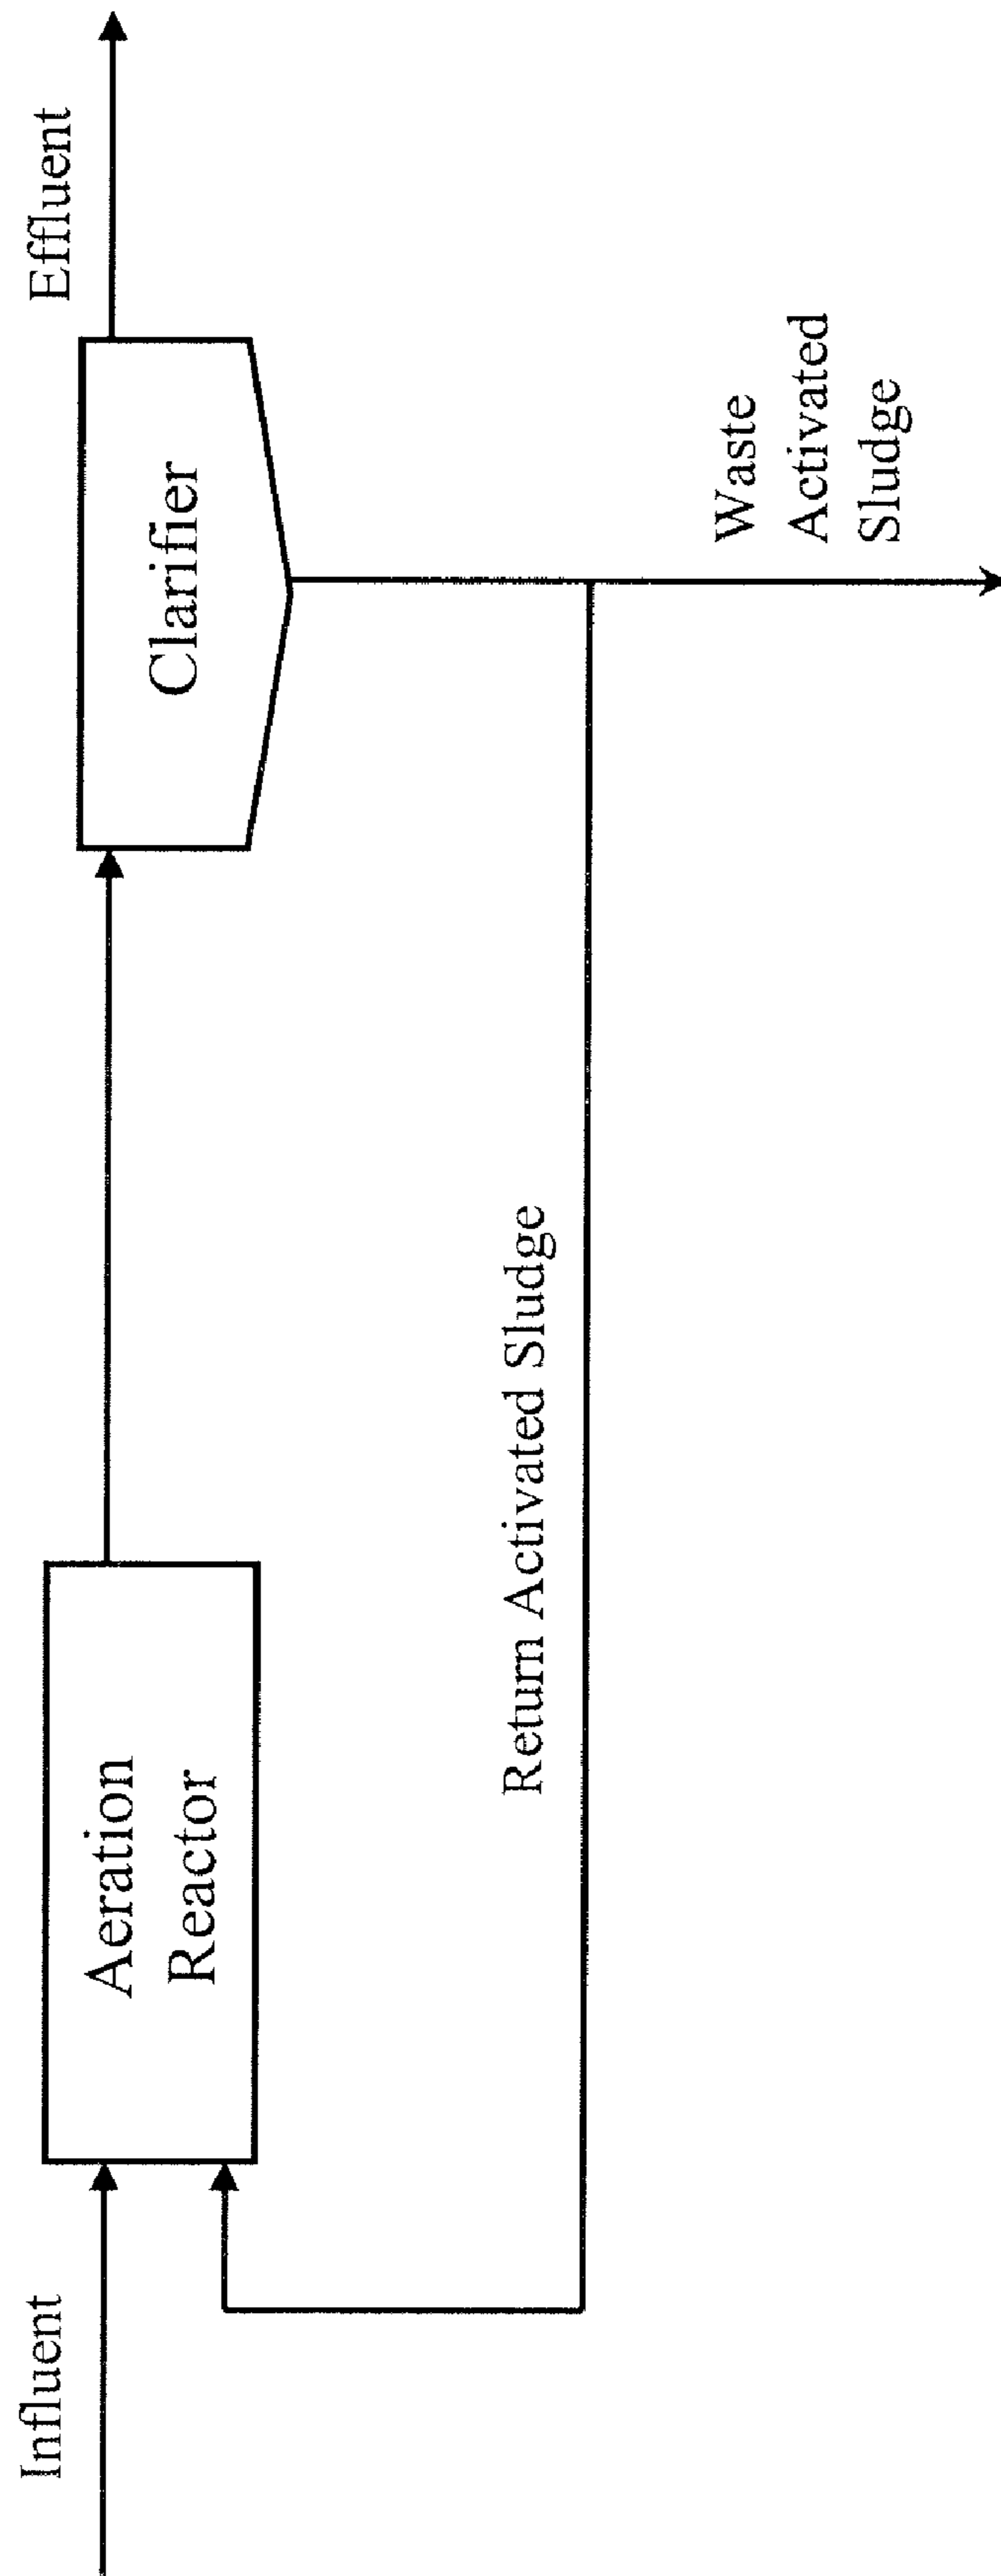 Influent
Aeration
Reactor
Clarifier
Effluent
Return Activated Sludge
Waste
Activated
Sludge